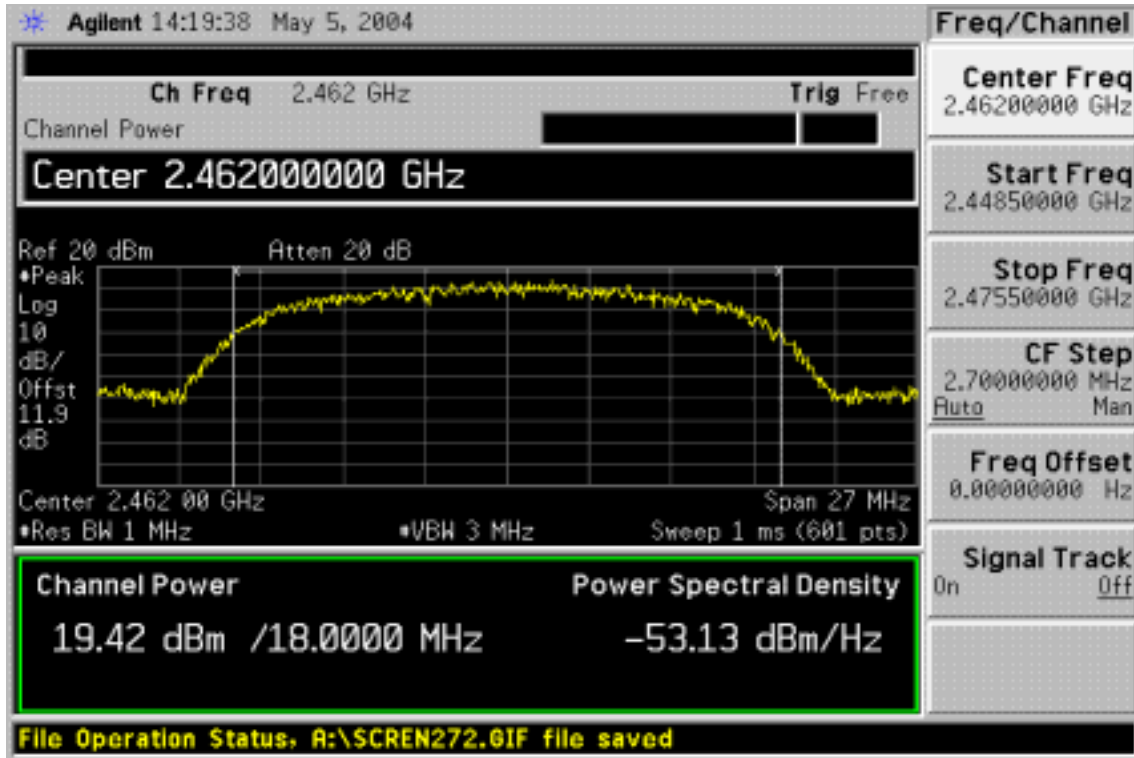 Agilent 14:19:38 May 5, 2004
Freq/Channel
Ch Freq 2.462 GHz Trig Free
Channel Power
Center 2.462000000 GHz
Ref 20 dBm Atten 20 dB
•Peak
Log
10
dB/
Offst
11.9
dB
Center 2.462 00 GHz Span 27 MHz
•Res BW 1 MHz •VBW 3 MHz Sweep 1 ms (601 pts)
Channel Power Power Spectral Density
19.42 dBm /18.0000 MHz -53.13 dBm/Hz
File Operation Status, A:\SCREN272.GIF file saved
Center Freq
2.46200000 GHz
Start Freq
2.44850000 GHz
Stop Freq
2.47550000 GHz
CF Step
2.70000000 MHz
Auto Man
Freq Offset
0.00000000 Hz
Signal Track
On Off